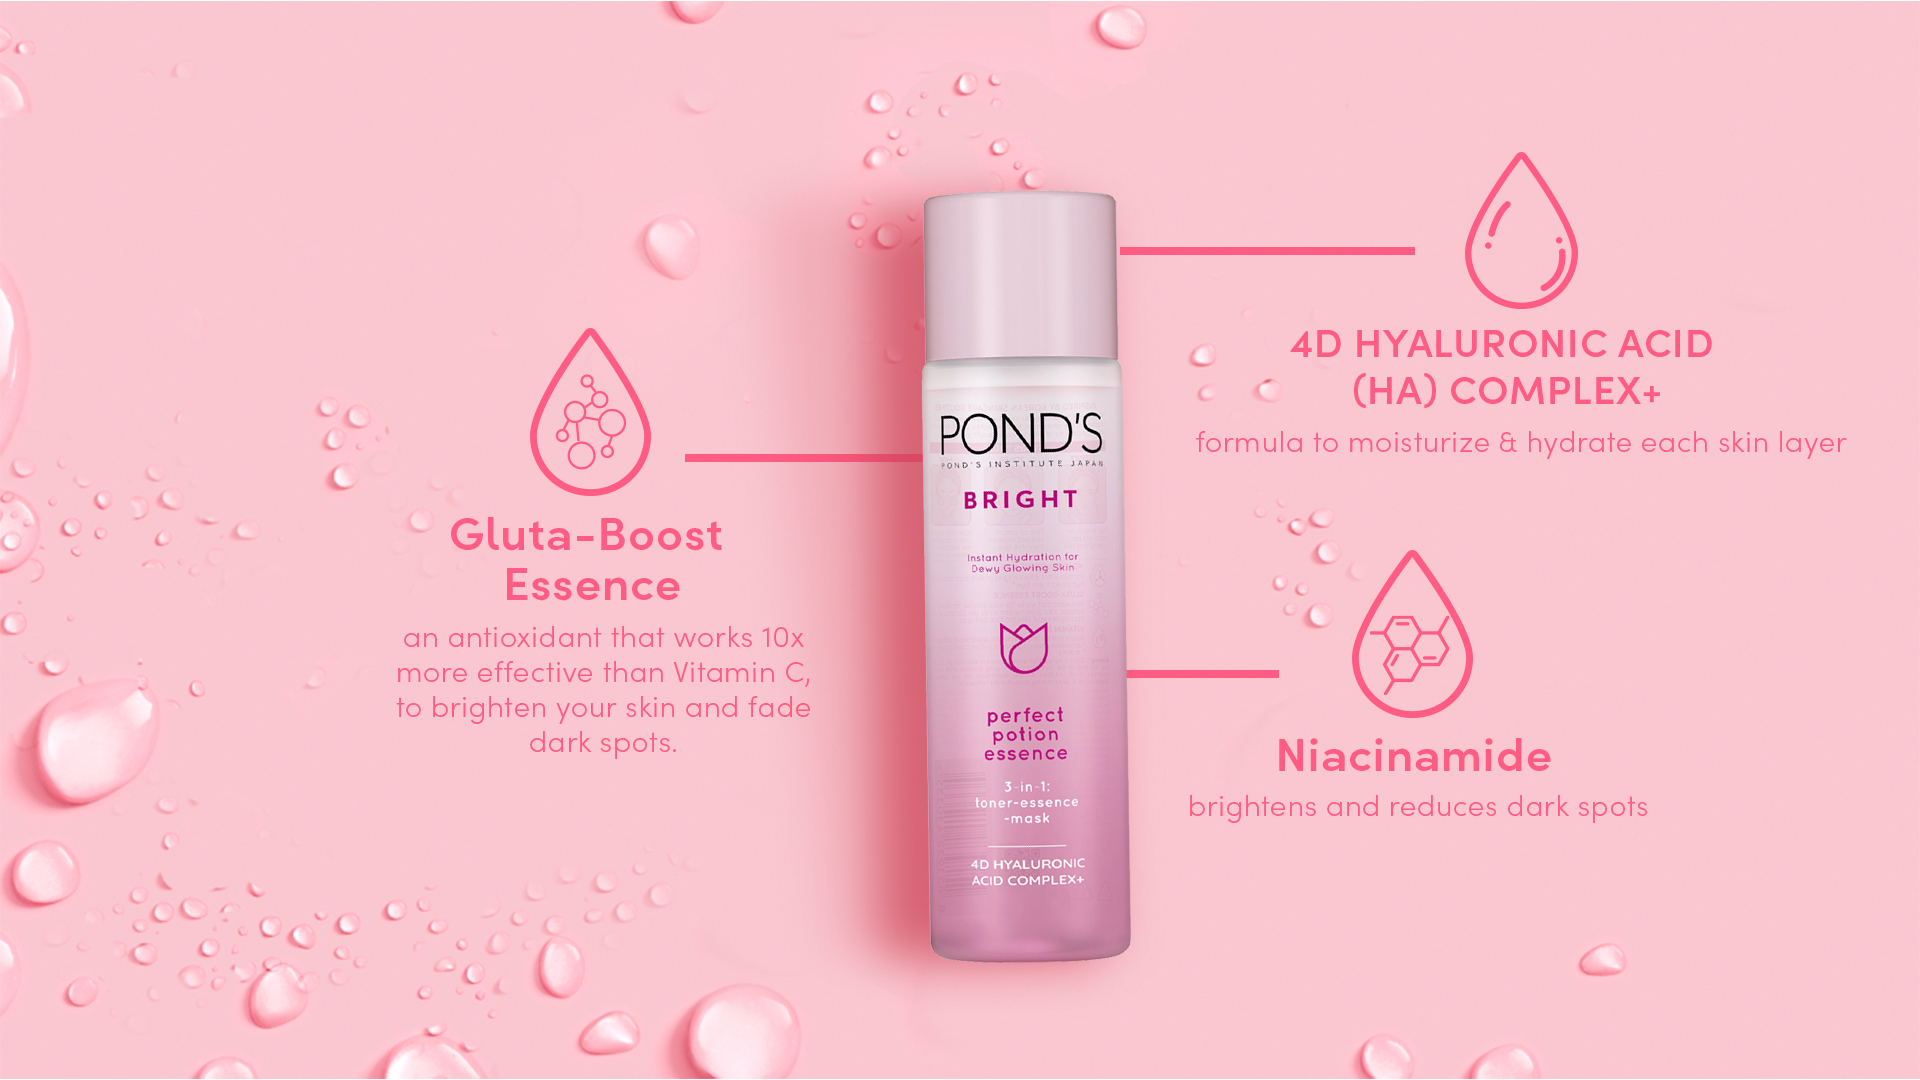 4D HYALURONIC ACID
(HA) COMPLEX+
formula to moisturize & hydrate each skin layer
Gluta-Boost
Essence
an antioxidant that works 10x
more effective than Vitamin C,
to brighten your skin and fade
dark spots.
POND'S
POND'S INSTITUTE JAPAN
BRIGHT
Instant Hydration for
Dewy Glowing Skin
perfect
potion
essence
3-in-1:
toner-essence
-mask
4D HYALURONIC
ACID COMPLEX+
Niacinamide
brightens and reduces dark spots